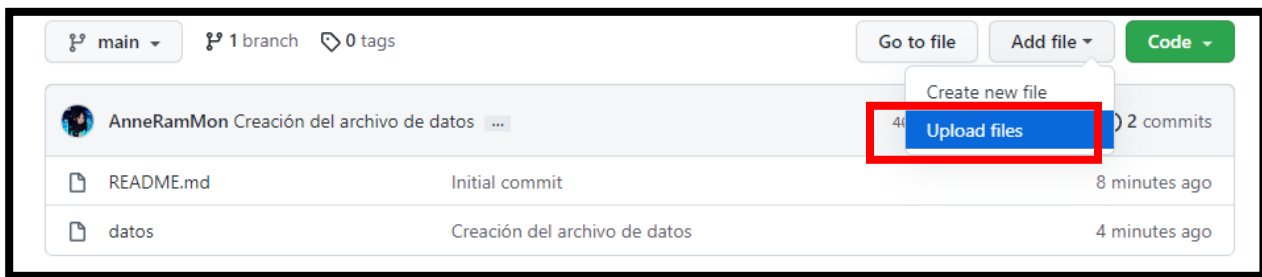 main 1 branch 0 tags Go to file Add file Code
Create new file
AnneRamMon Creación del archivo de datos ... 2 commits
Upload files
README.md Initial commit 8 minutes ago
datos Creación del archivo de datos 4 minutes ago